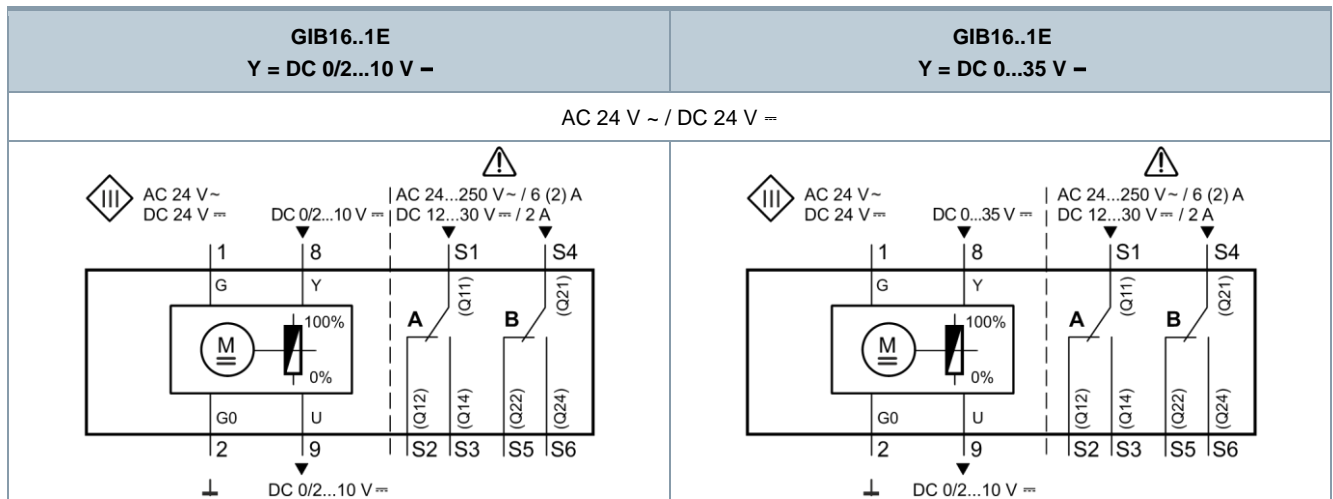 GIB16..1E
Y = DC 0/2...10 V ⎓
GIB16..1E
Y = DC 0...35 V ⎓
AC 24 V ~ / DC 24 V ⎓
III
AC 24 V ~
DC 24 V ⎓
DC 0/2...10 V ⎓
AC 24...250 V ~ / 6 (2) A
DC 12...30 V ⎓ / 2 A
1 8 S1 S4
G Y (Q11) (Q21)
A B
100%
M
0%
(Q12) (Q14) (Q22) (Q24)
G0 U
2 9 S2 S3 S5 S6
DC 0/2...10 V ⎓
III
AC 24 V ~
DC 24 V ⎓
DC 0...35 V ⎓
AC 24...250 V ~ / 6 (2) A
DC 12...30 V ⎓ / 2 A
1 8 S1 S4
G Y (Q11) (Q21)
A B
100%
M
0%
(Q12) (Q14) (Q22) (Q24)
G0 U
2 9 S2 S3 S5 S6
DC 0/2...10 V ⎓